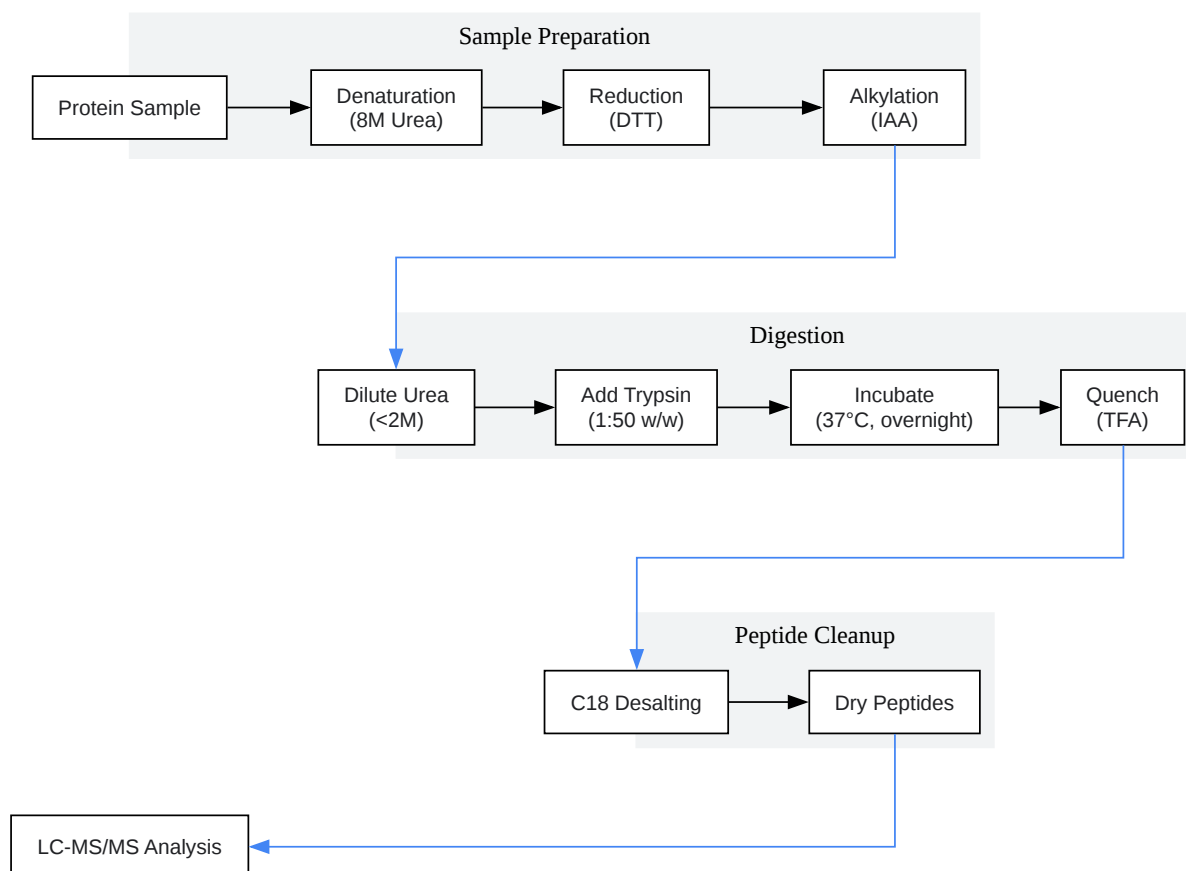 Sample Preparation
Protein Sample
Denaturation
(8M Urea)
Reduction
(DTT)
Alkylation
(IAA)
Digestion
Dilute Urea
(<2M)
Add Trypsin
(1:50 w/w)
Incubate
(37°C, overnight)
Quench
(TFA)
Peptide Cleanup
C18 Desalting
Dry Peptides
LC-MS/MS Analysis